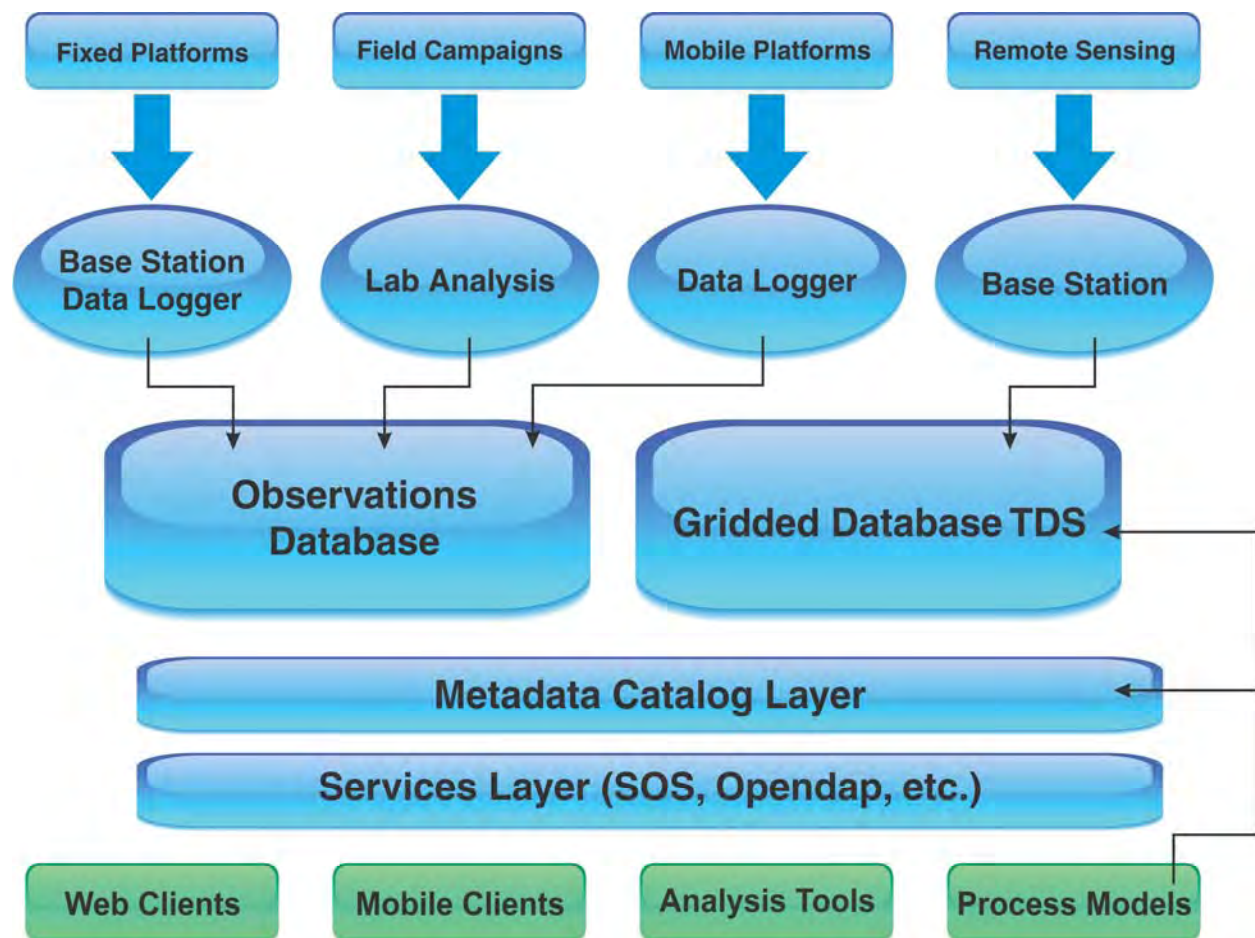 Fixed Platforms
Field Campaigns
Mobile Platforms
Remote Sensing
Base Station
Data Logger
Lab Analysis
Data Logger
Base Station
Observations
Database
Gridded Database TDS
Metadata Catalog Layer
Services Layer (SOS, Opendap, etc.)
Web Clients
Mobile Clients
Analysis Tools
Process Models